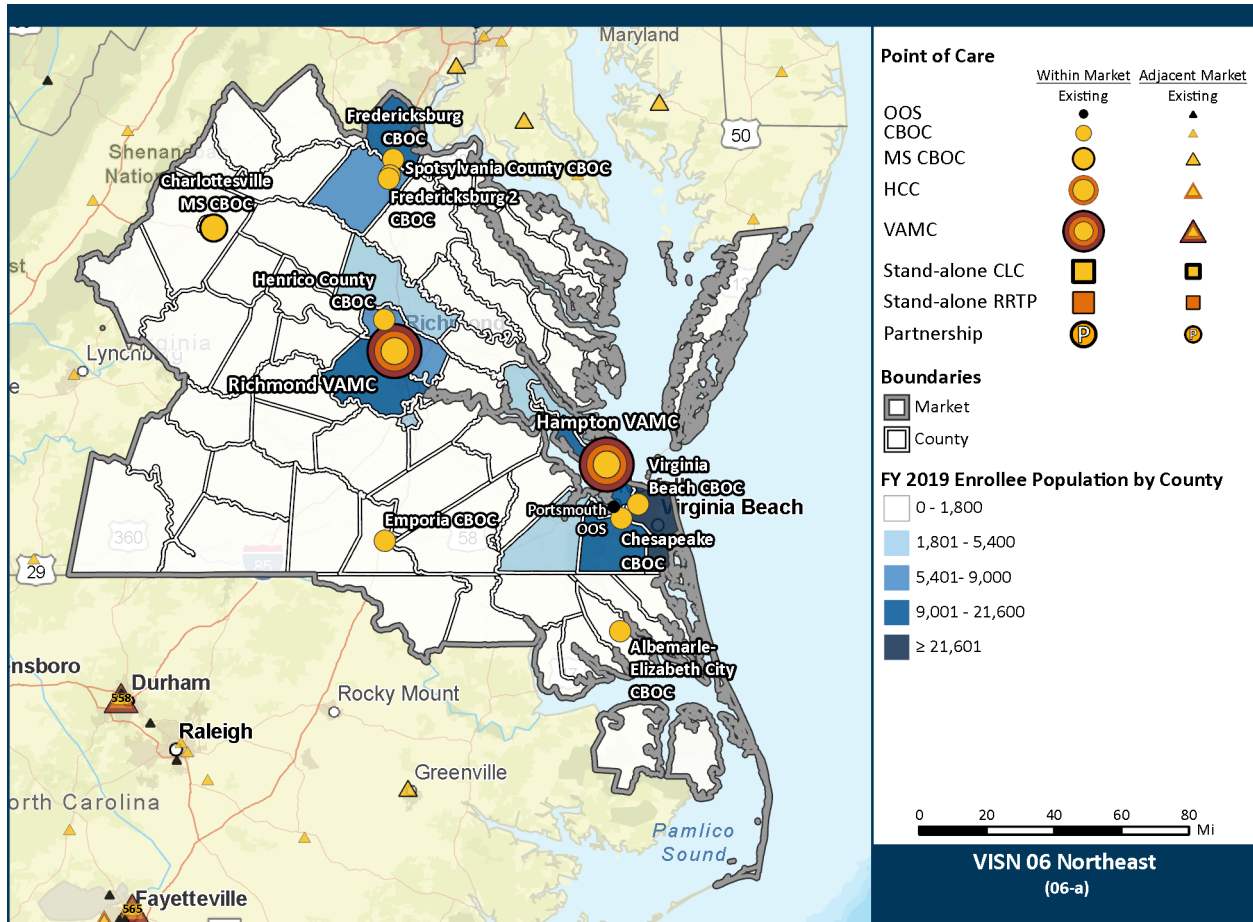 Maryland
50
Fredericksburg
CBOC
Shenandoah
Nation
Spotsylvania County CBOC
Charlottesville
MS CBOC
Fredericksburg 2
CBOC
st
Henrico County
CBOC
Richmond
Virginia
Lynchburg
e
Richmond VAMC
Hampton VAMC
Virginia
Beach CBOC
Portsmouth
OOS
Virginia Beach
Emporia CBOC
Chesapeake
CBOC
360
58
85
29
13
17
Albemarle-
Elizabeth City
CBOC
ensboro
Durham
558
Rocky Mount
Raleigh
Greenville
orth Carolina
Pamlico
Sound
Fayetteville
565
Point of Care
Within Market Adjacent Market
Existing Existing
OOS
CBOC
MS CBOC
HCC
VAMC
Stand-alone CLC
Stand-alone RRTP
Partnership P P
Boundaries
Market
County
FY 2019 Enrollee Population by County
0 - 1,800
1,801 - 5,400
5,401- 9,000
9,001 - 21,600
≥ 21,601
0 20 40 60 80
Mi
VISN 06 Northeast
(06-a)